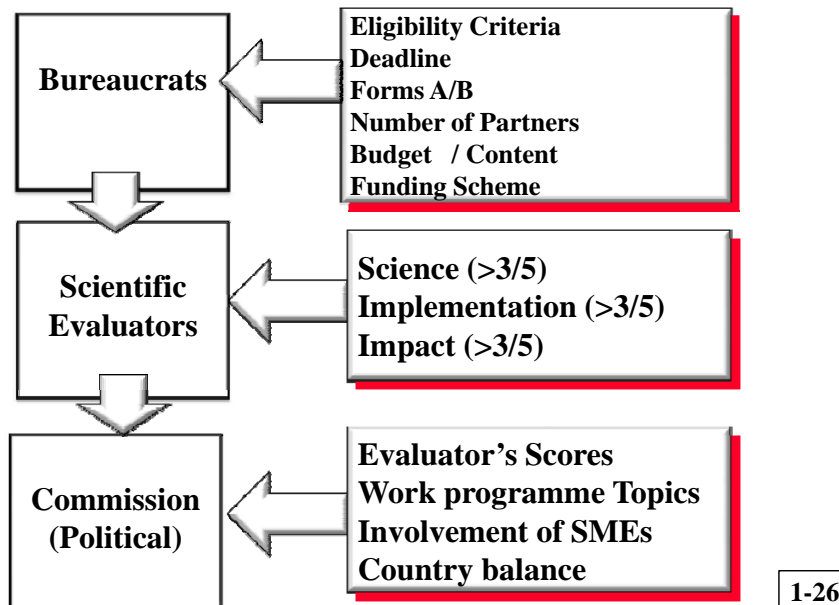 Bureaucrats
Eligibility Criteria
Deadline
Forms A/B
Number of Partners
Budget / Content
Funding Scheme
Scientific
Evaluators
Science (>3/5)
Implementation (>3/5)
Impact (>3/5)
Commission
(Political)
Evaluator's Scores
Work programme Topics
Involvement of SMEs
Country balance
1-26